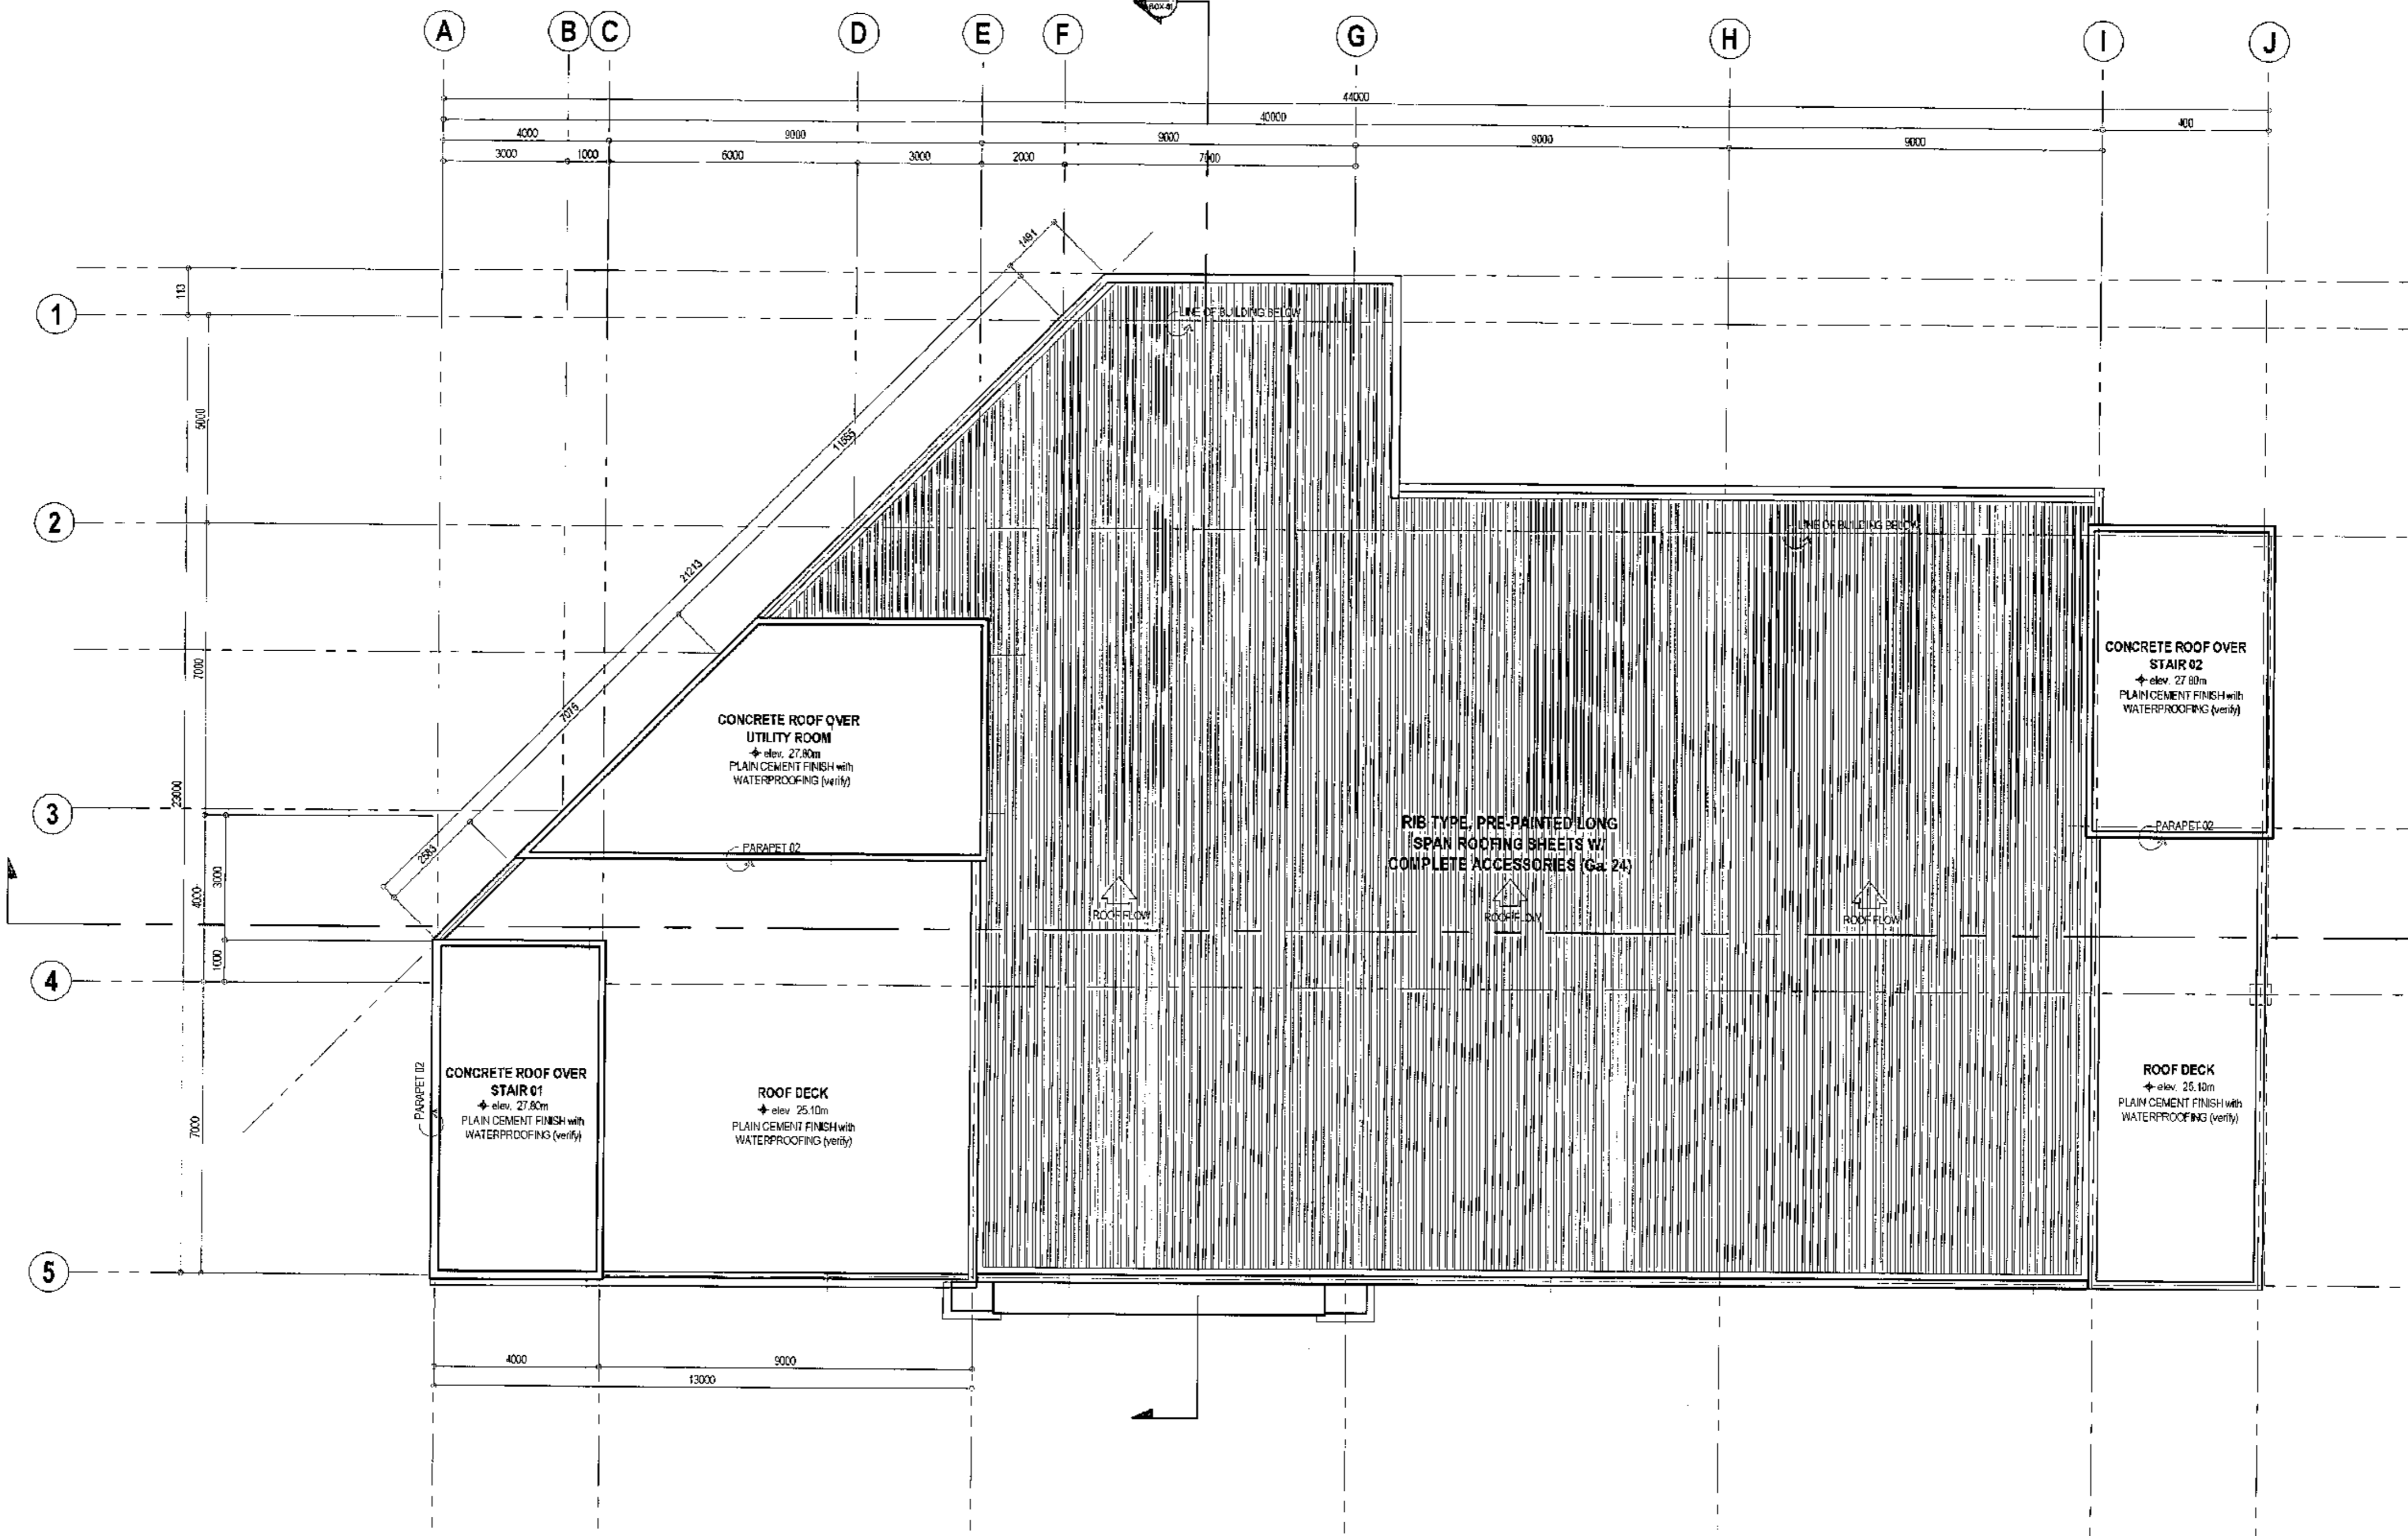 A
B
C
D
E
F
G
H
I
J
44000
40000
400
4000
9000
9000
9000
9000
3000
1000
6000
3000
2000
7000
1
2
3
4
5
113
5000
7000
23000
3000
4000
1000
7000
1491
11565
21213
7076
2583
LINE OF BUILDING BELOW
LINE OF BUILDING BELOW
CONCRETE ROOF OVER
UTILITY ROOM
elev. 27.80m
PLAIN CEMENT FINISH with
WATERPROOFING (verify)
PARAPET 02
CONCRETE ROOF OVER
STAIR 02
elev. 27.80m
PLAIN CEMENT FINISH with
WATERPROOFING (verify)
PARAPET 02
RIB TYPE, PRE-PAINTED LONG
SPAN ROOFING SHEETS W/
COMPLETE ACCESSORIES (Ga. 24)
ROOF FLOW
ROOF FLOW
ROOF FLOW
PARAPET 02
CONCRETE ROOF OVER
STAIR 01
elev. 27.80m
PLAIN CEMENT FINISH with
WATERPROOFING (verify)
ROOF DECK
elev. 25.10m
PLAIN CEMENT FINISH with
WATERPROOFING (verify)
ROOF DECK
elev. 25.10m
PLAIN CEMENT FINISH with
WATERPROOFING (verify)
4000
9000
13000